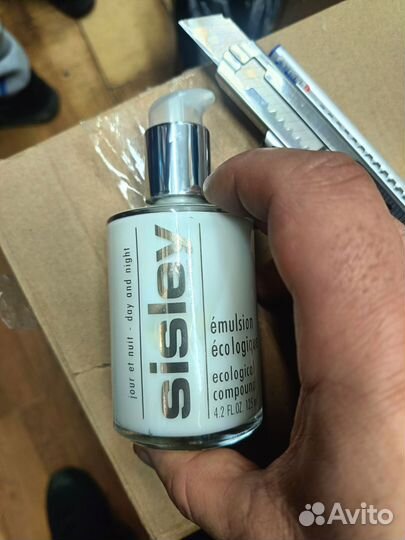 jour et nuit - day and night
sisley
émulsion
écologique
ecological
compound
4.2 FL.OZ.
Avito